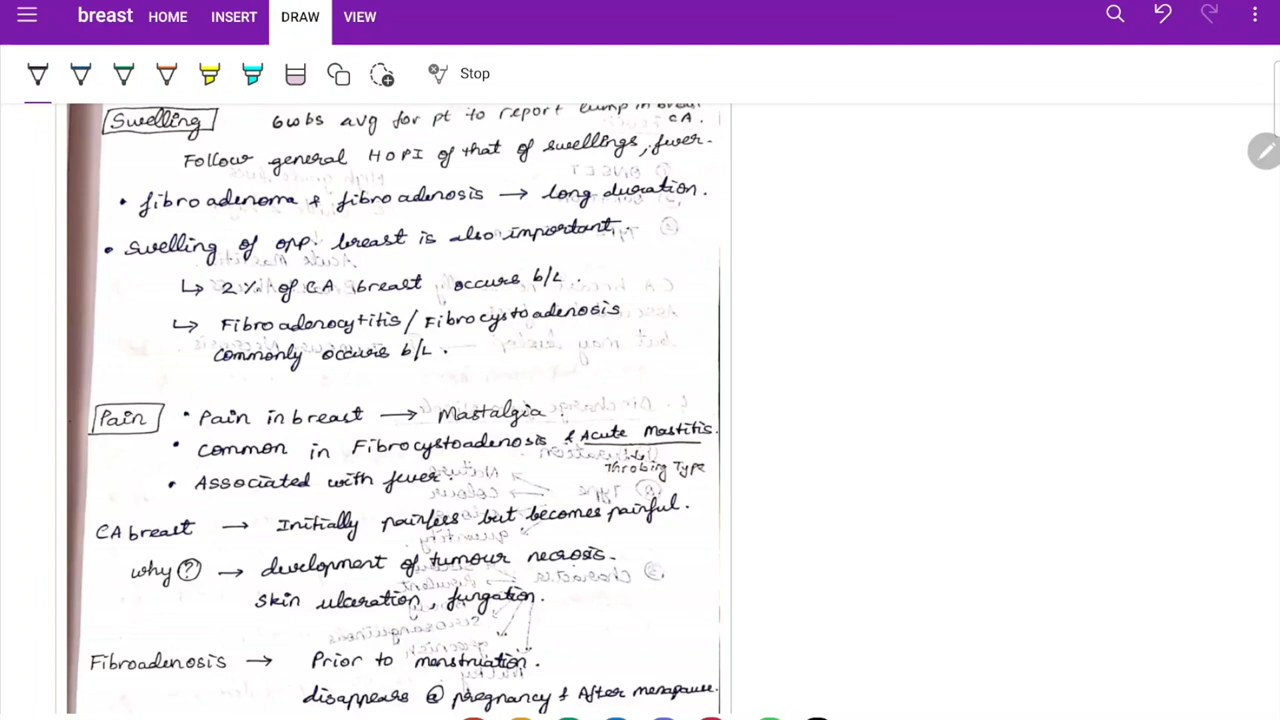 breast HOME INSERT DRAW VIEW
Stop
Swelling 6wbs avg for pt to report lump in breast CA.
Follow general HOPI of that of swellings, fever.
• fibroadenoma & fibroadenosis → long duration.
• Swelling of opp. breast is also important.
↳ 2% of CA breast occurs b/L.
↳ Fibroadenocytitis / Fibrocystoadenosis
commonly occurs b/L.
Pain • Pain in breast → Mastalgia.
• common in Fibrocystoadenosis & Acute Mastitis.
↳ Throbing Type
• Associated with fever.
CA breast → Initially painless but becomes painful.
why? → development of tumour necrosis.
skin ulceration, fungation.
Fibroadenosis → Prior to menstruation.
disappears @ pregnancy & After menopause.